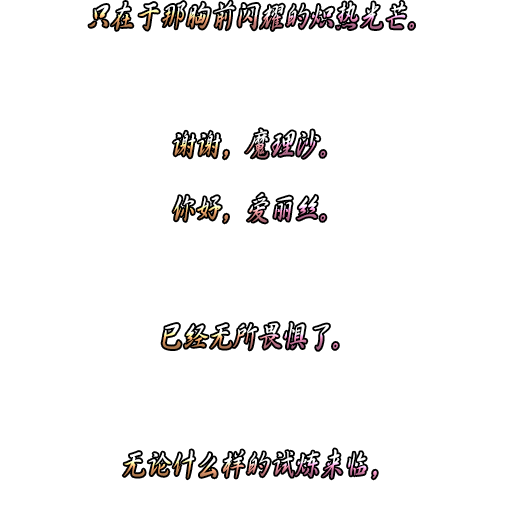 只在于那胸前闪耀的炽热光芒。
谢谢，魔理沙。
你好，爱丽丝。
已经无所畏惧了。
无论什么样的试炼来临，